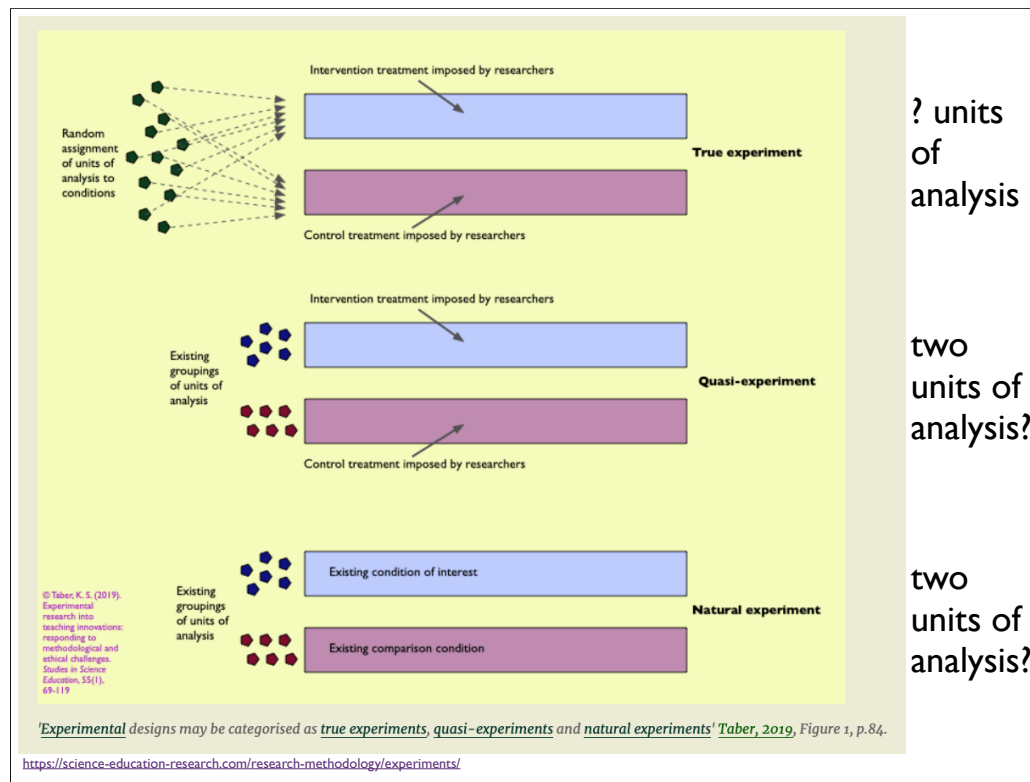 Intervention treatment imposed by researchers
Random
assignment
of units of
analysis to
conditions
True experiment
Control treatment imposed by researchers
? units
of
analysis
Intervention treatment imposed by researchers
Existing
groupings
of units of
analysis
Quasi-experiment
Control treatment imposed by researchers
two
units of
analysis?
Existing
groupings
of units of
analysis
Existing condition of interest
Natural experiment
Existing comparison condition
two
units of
analysis?
© Taber, K. S. (2019).
Experimental
research into
teaching innovations:
responding to
methodological and
ethical challenges.
Studies in Science
Education, 55(1),
69-119
'Experimental designs may be categorised as true experiments, quasi-experiments and natural experiments' Taber, 2019, Figure 1, p.84.
https://science-education-research.com/research-methodology/experiments/